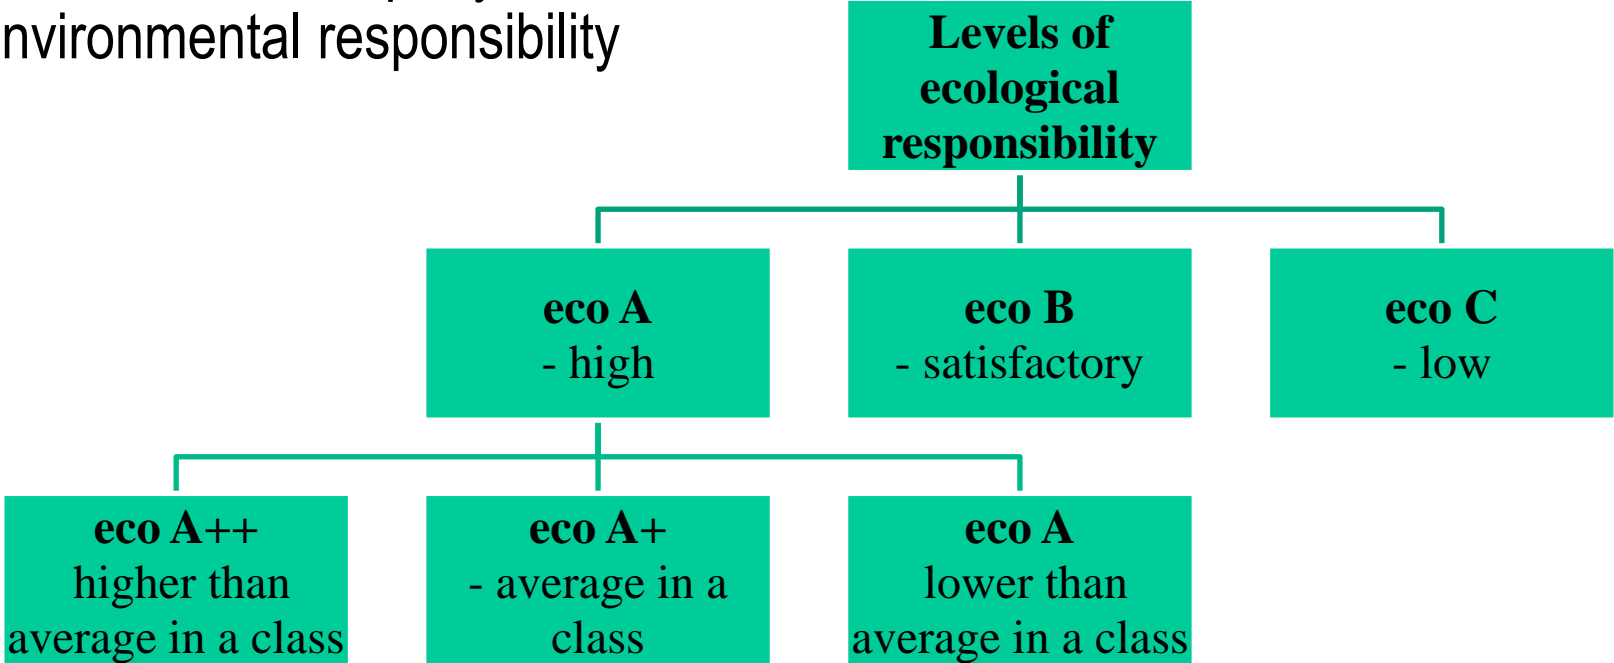 nvironmental responsibility
Levels of
ecological
responsibility
eco A
- high
eco B
- satisfactory
eco C
- low
eco A++
higher than
average in a class
eco A+
- average in a
class
eco A
lower than
average in a class